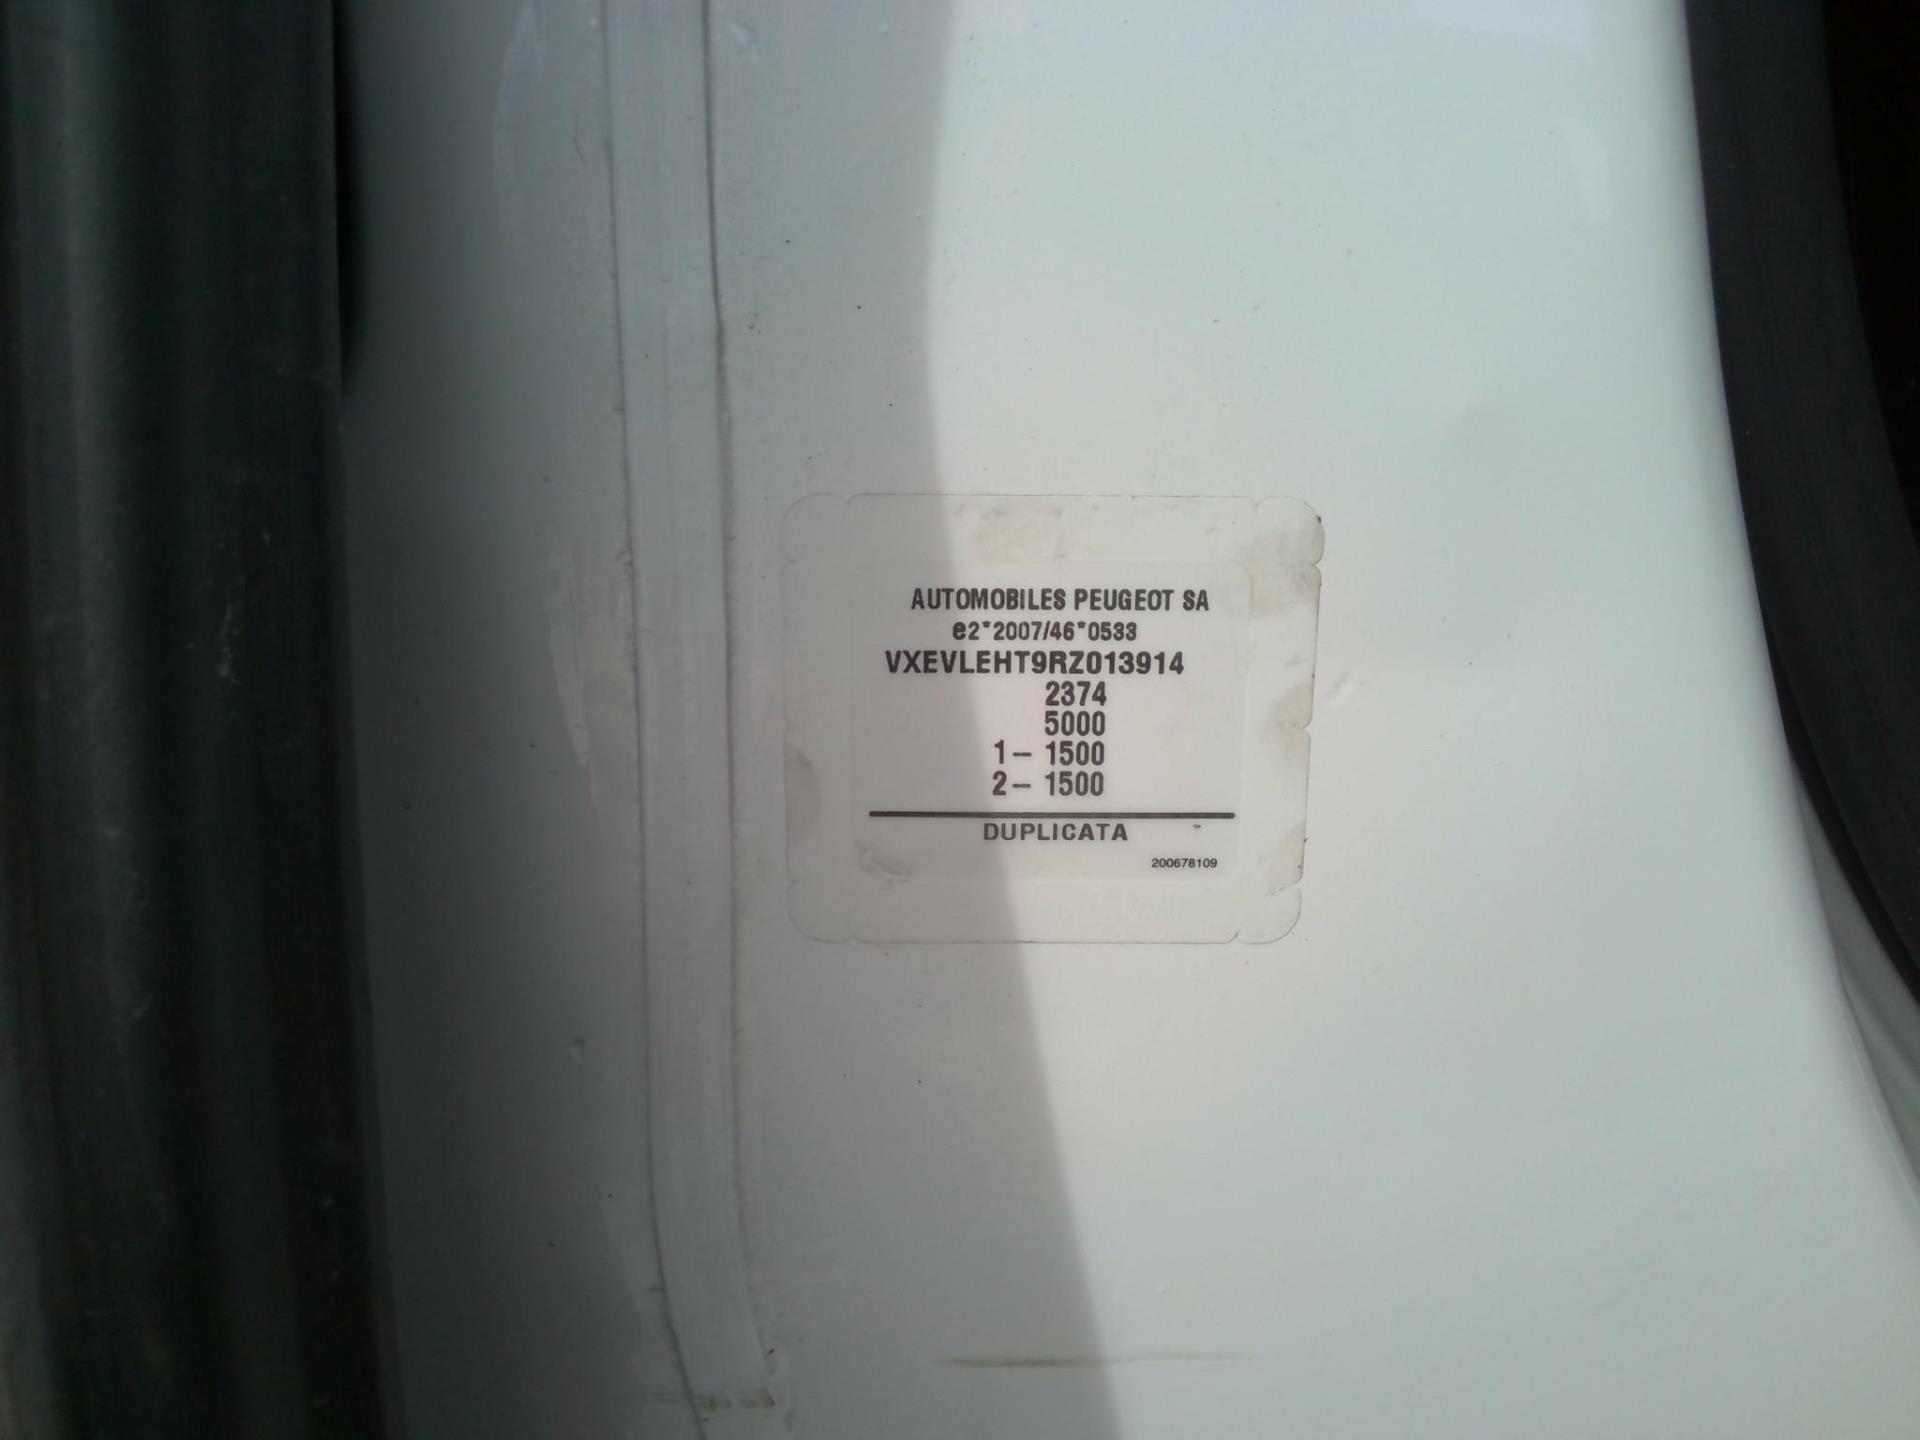 AUTOMOBILES PEUGEOT SA
e2*2007/46*0533
VXEVLEHT9RZ013914
2374
5000
1- 1500
2- 1500
DUPLICATA
200678109